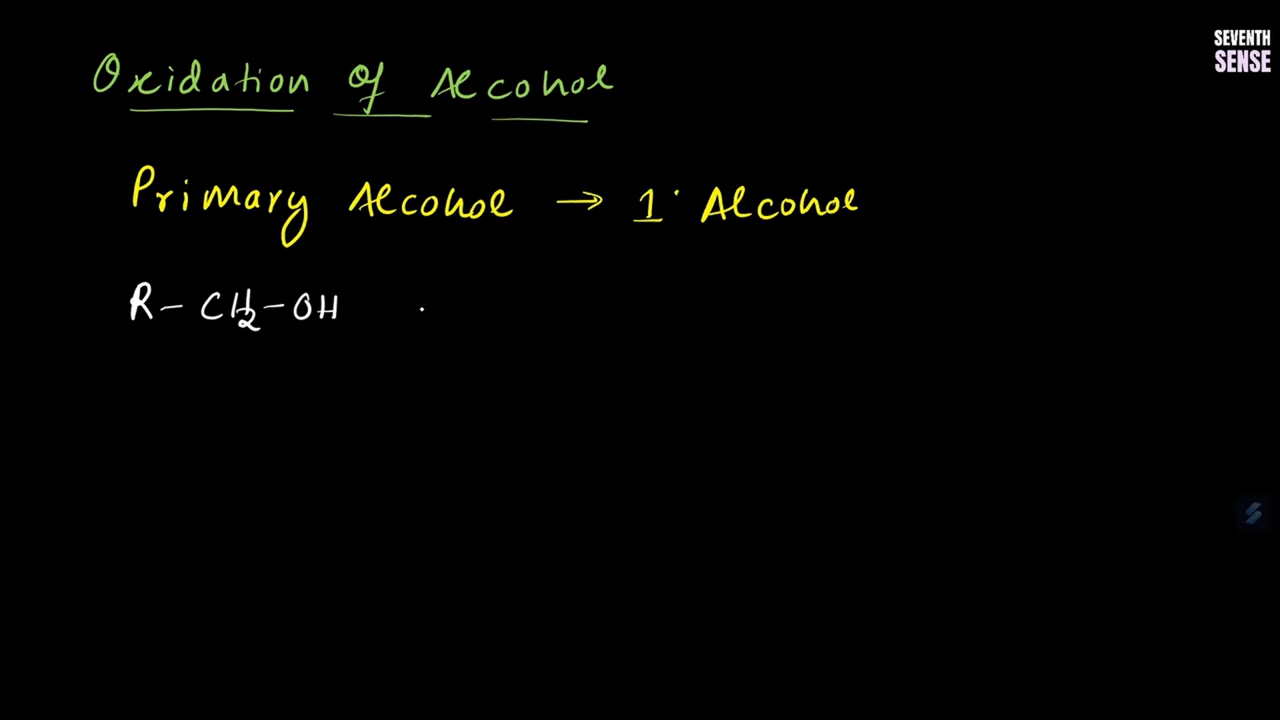 SEVENTH
SENSE
Oxidation of Alcohol
Primary Alcohol → 1° Alcohol
R – CH₂ – OH